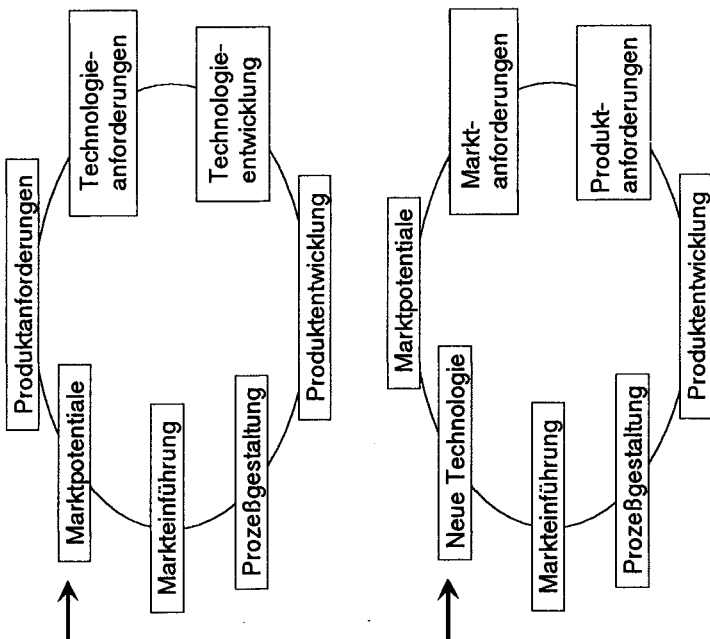 Marktpotentiale
Produktanforderungen
Technologie-
anforderungen
Technologie-
entwicklung
Produktentwicklung
Prozeßgestaltung
Markteinführung
Neue Technologie
Marktpotentiale
Markt-
anforderungen
Produkt-
anforderungen
Produktentwicklung
Prozeßgestaltung
Markteinführung